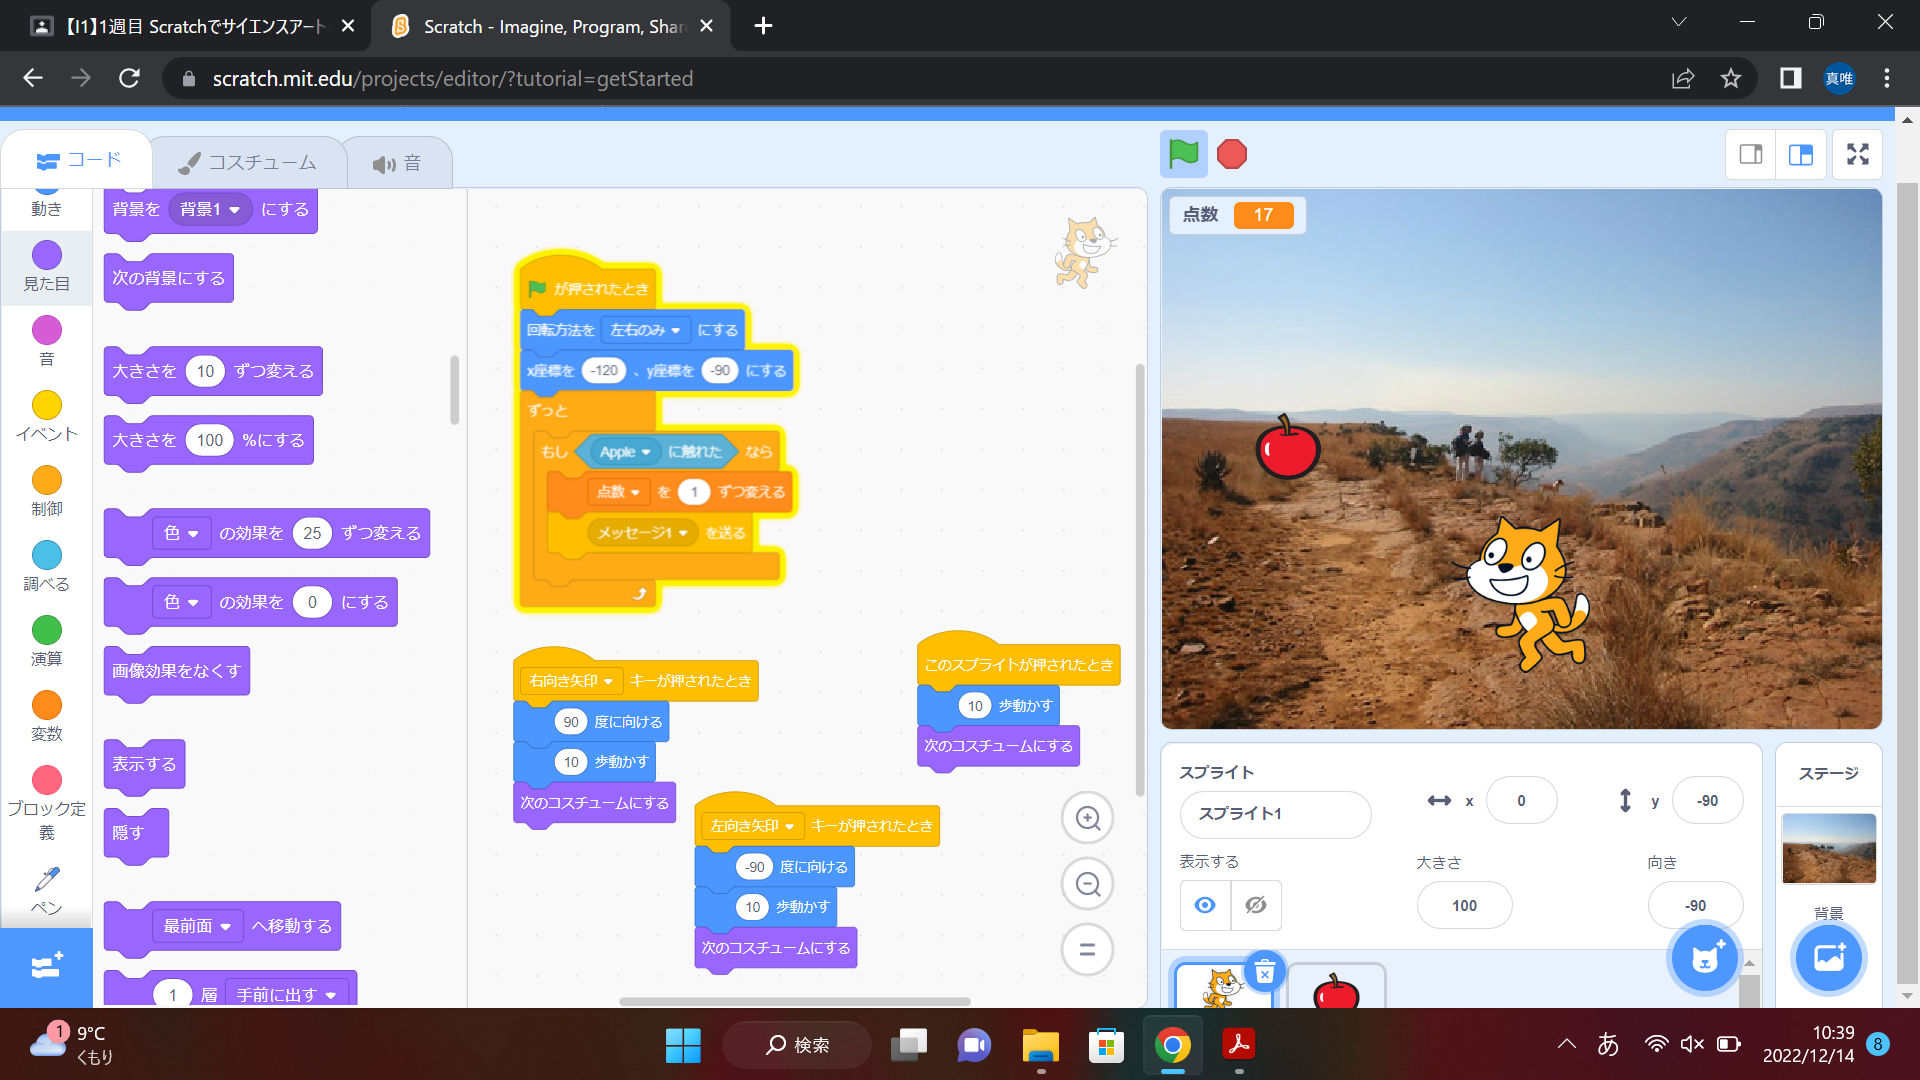 【I1】1週目 Scratchでサイエンスアート
Scratch - Imagine, Program, Shar
scratch.mit.edu/projects/editor/?tutorial=getStarted
真唯
コード
コスチューム
音
動き
見た目
音
イベント
制御
調べる
演算
変数
ブロック定
義
ペン
背景を 背景1 にする
次の背景にする
大きさを 10 ずつ変える
大きさを 100 %にする
色 の効果を 25 ずつ変える
色 の効果を 0 にする
画像効果をなくす
表示する
隠す
最前面 へ移動する
1 層 手前に出す
が押されたとき
回転方法を 左右のみ にする
x座標を -120 、y座標を -90 にする
ずっと
もし Apple に触れた なら
点数 を 1 ずつ変える
メッセージ1 を送る
右向き矢印 キーが押されたとき
90 度に向ける
10 歩動かす
次のコスチュームにする
左向き矢印 キーが押されたとき
-90 度に向ける
10 歩動かす
次のコスチュームにする
このスプライトが押されたとき
10 歩動かす
次のコスチュームにする
点数 17
スプライト
スプライト1
x 0
y -90
表示する
大きさ
100
向き
-90
ステージ
背景
1
9°C
くもり
検索
あ
10:39
2022/12/14
8